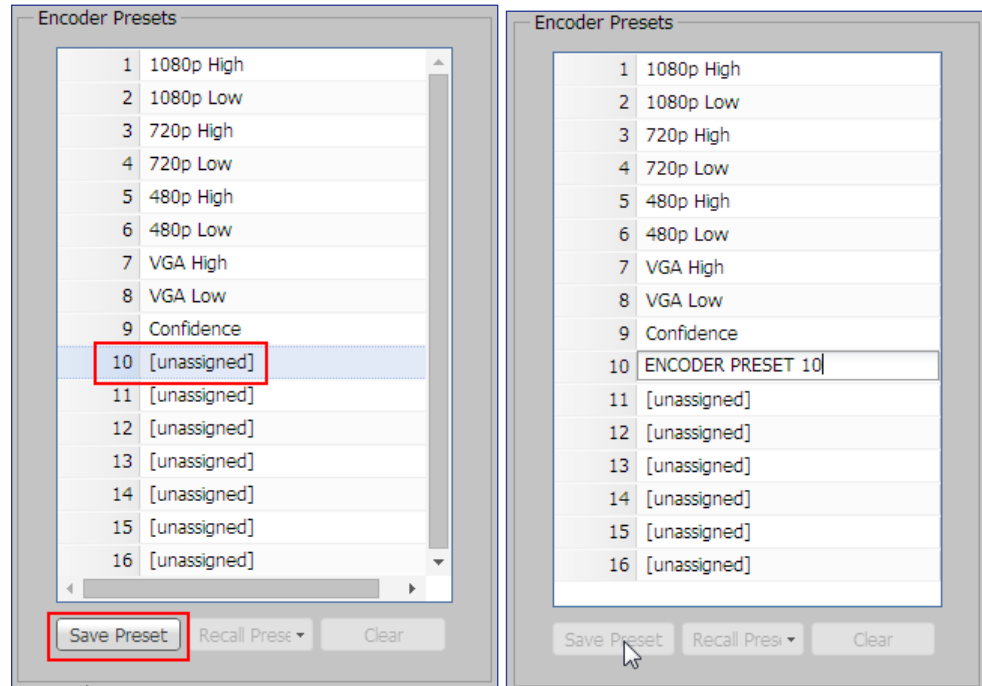 Encoder Presets
1 1080p High
2 1080p Low
3 720p High
4 720p Low
5 480p High
6 480p Low
7 VGA High
8 VGA Low
9 Confidence
10 [unassigned]
11 [unassigned]
12 [unassigned]
13 [unassigned]
14 [unassigned]
15 [unassigned]
16 [unassigned]
Save Preset Recall Prese Clear
Encoder Presets
1 1080p High
2 1080p Low
3 720p High
4 720p Low
5 480p High
6 480p Low
7 VGA High
8 VGA Low
9 Confidence
10 ENCODER PRESET 10
11 [unassigned]
12 [unassigned]
13 [unassigned]
14 [unassigned]
15 [unassigned]
16 [unassigned]
Save Preset Recall Prese Clear